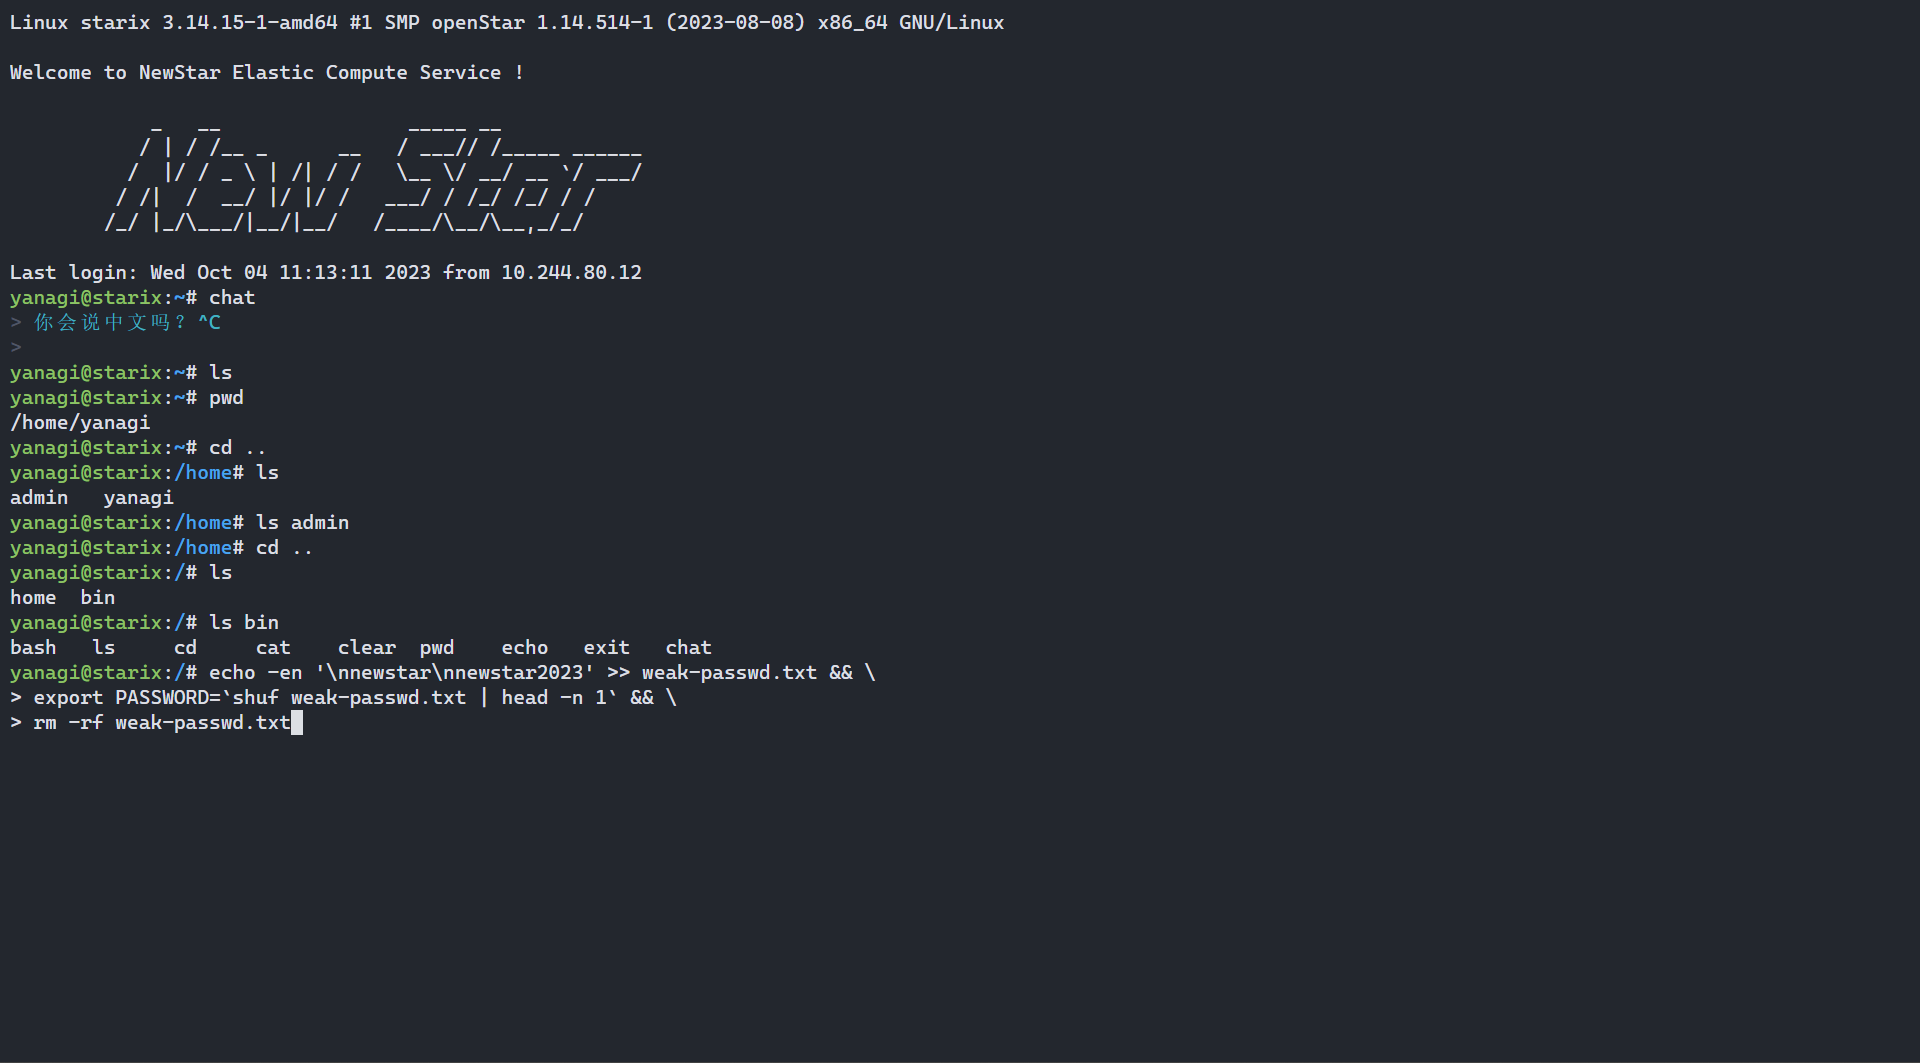 Linux starix 3.14.15-1-amd64 #1 SMP openStar 1.14.514-1 (2023-08-08) x86_64 GNU/Linux
Welcome to NewStar Elastic Compute Service !
New Star
Last login: Wed Oct 04 11:13:11 2023 from 10.244.80.12
yanagi@starix:~# chat
> 你会说中文吗？^C
>
yanagi@starix:~# ls
yanagi@starix:~# pwd
/home/yanagi
yanagi@starix:~# cd ..
yanagi@starix:/home# ls
admin   yanagi
yanagi@starix:/home# ls admin
yanagi@starix:/home# cd ..
yanagi@starix:/# ls
home  bin
yanagi@starix:/# ls bin
bash   ls     cd     cat    clear  pwd    echo   exit   chat
yanagi@starix:/# echo -en '\nnewstar\nnewstar2023' >> weak-passwd.txt && \
> export PASSWORD=`shuf weak-passwd.txt | head -n 1` && \
> rm -rf weak-passwd.txt